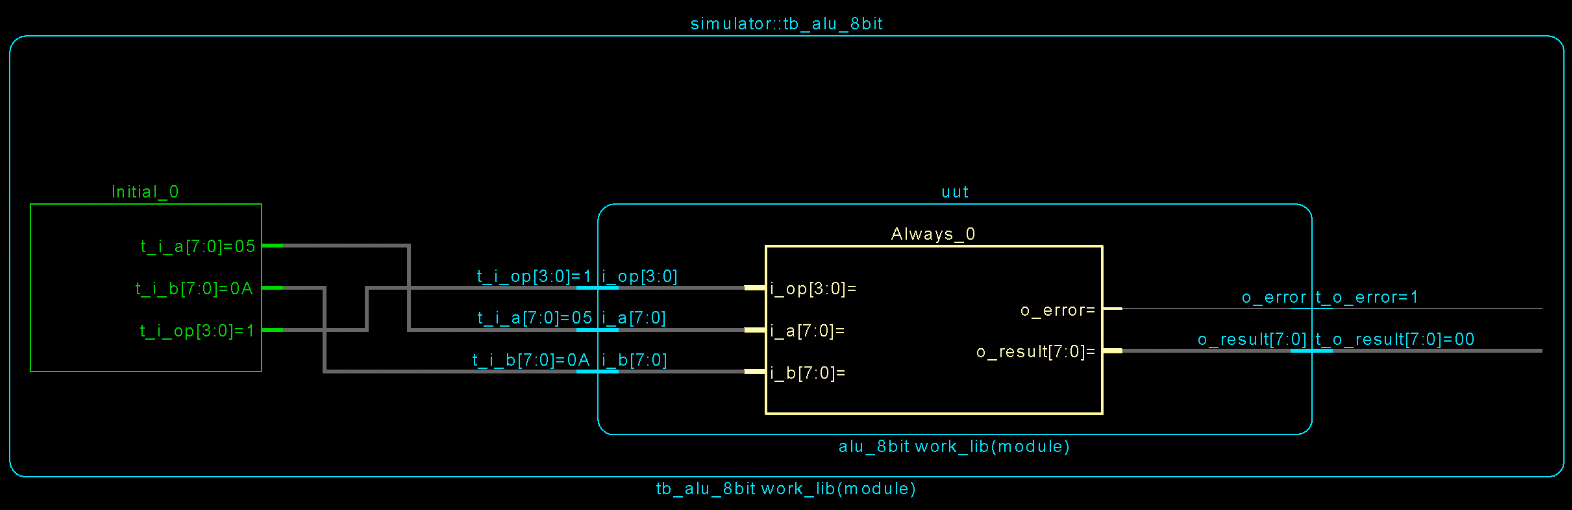 simulator::tb_alu_8bit
Initial_0
t_i_a[7:0]=05
t_i_b[7:0]=0A
t_i_op[3:0]=1
uut
t_i_op[3:0]=1 i_op[3:0]
t_i_a[7:0]=05 i_a[7:0]
t_i_b[7:0]=0A i_b[7:0]
Always_0
i_op[3:0]=
i_a[7:0]=
i_b[7:0]=
o_error=
o_result[7:0]=
o_error t_o_error=1
o_result[7:0] t_o_result[7:0]=00
alu_8bit work_lib(module)
tb_alu_8bit work_lib(module)